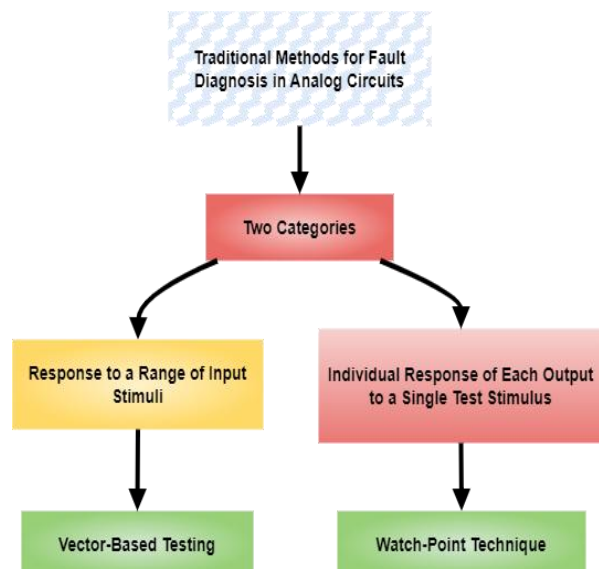 Traditional Methods for Fault
Diagnosis in Analog Circuits
Two Categories
Response to a Range of Input
Stimuli
Individual Response of Each Output
to a Single Test Stimulus
Vector-Based Testing
Watch-Point Technique